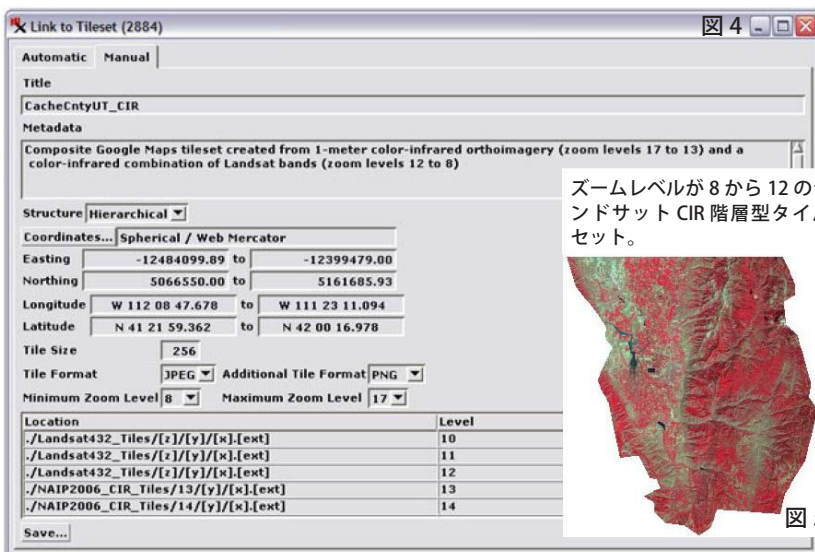 Link to Tileset (2884)
図 4
Automatic Manual
Title
CacheCntyUT_CIR
Metadata
Composite Google Maps tileset created from 1-meter color-infrared orthoimagery (zoom levels 17 to 13) and a
color-infrared combination of Landsat bands (zoom levels 12 to 8)
ズームレベルが 8 から 12 の
ンドサット CIR 階層型タイ
セット。
Structure Hierarchical
Coordinates... Spherical / Web Mercator
Easting -12484099.89 to -12399479.00
Northing 5066550.00 to 5161685.93
Longitude W 112 08 47.678 to W 111 23 11.094
Latitude N 41 21 59.362 to N 42 00 16.978
Tile Size 256
Tile Format JPEG Additional Tile Format PNG
Minimum Zoom Level 8 Maximum Zoom Level 17
Location Level
./Landsat432_Tiles/[z]/[y]/[x].[ext] 10
./Landsat432_Tiles/[z]/[y]/[x].[ext] 11
./Landsat432_Tiles/[z]/[y]/[x].[ext] 12
./NAIP2006_CIR_Tiles/13/[y]/[x].[ext] 13
./NAIP2006_CIR_Tiles/14/[y]/[x].[ext] 14
図
Save...